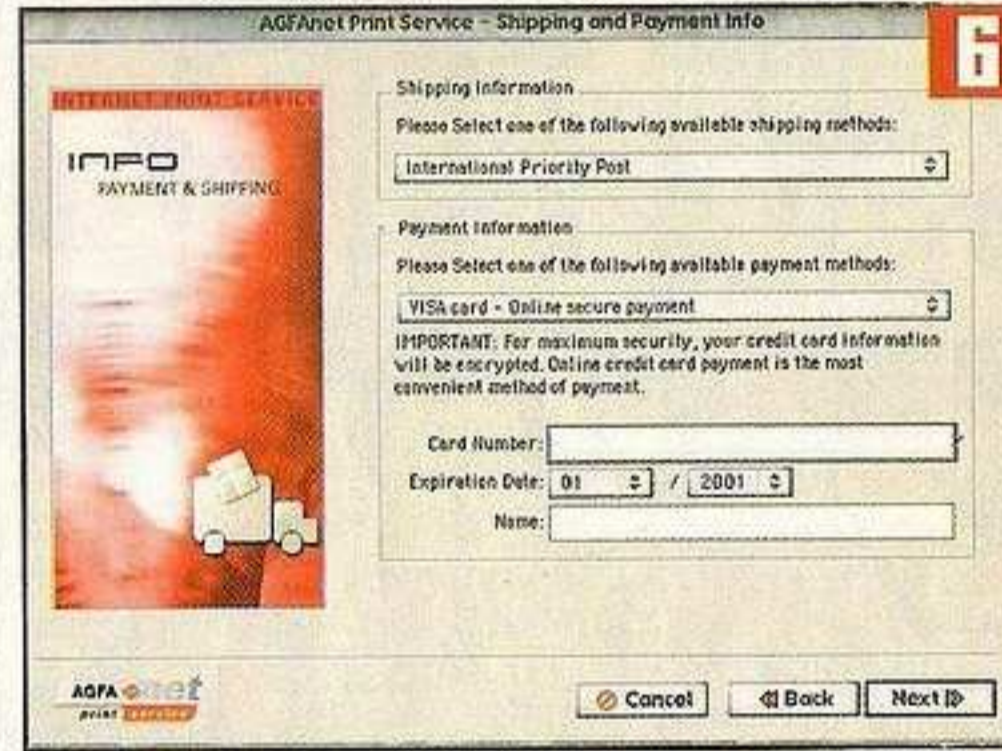 AGFAnet Print Service - Shipping and Payment Info
6
INTERNET PRINT SERVICE
INFO
PAYMENT & SHIPPING
Shipping Information
Please Select one of the following available shipping methods:
International Priority Post
Payment Information
Please Select one of the following available payment methods:
VISA card - Online secure payment
IMPORTANT: For maximum security, your credit card information
will be encrypted. Online credit card payment is the most
convenient method of payment.
Card Number:
Expiration Date: 01 / 2001
Name:
AGFA net
print service
Cancel
Back
Next